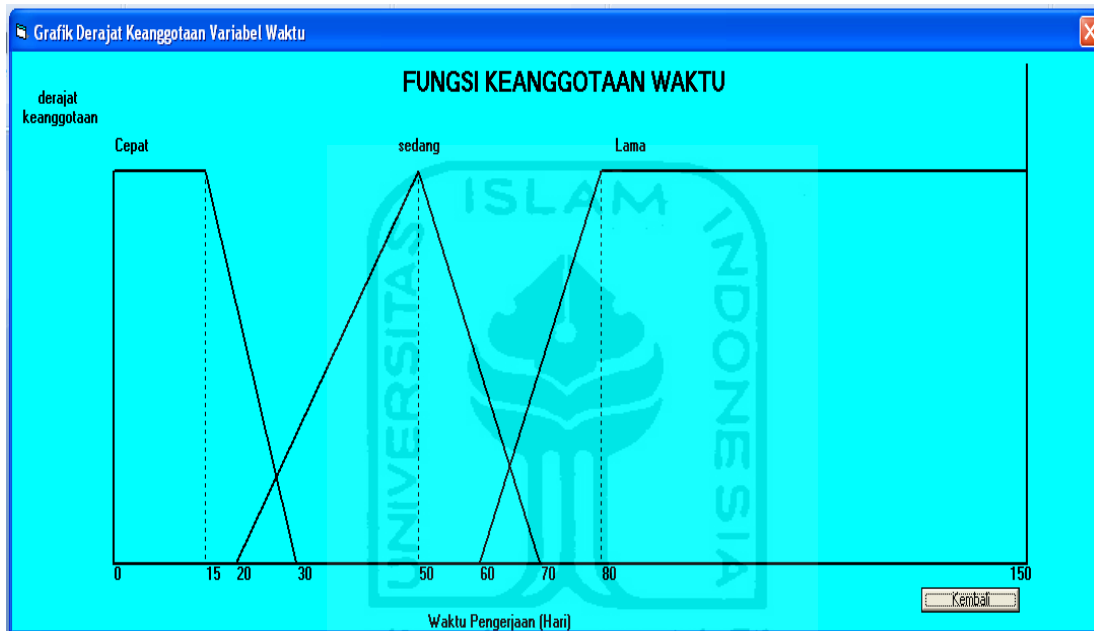 Grafik Derajat Keanggotaan Variabel Waktu
FUNGSI KEANGGOTAAN WAKTU
derajat
keanggotaan
Cepat sedang Lama
UNIVERSITAS ISLAM INDONESIA
0 15 20 30 50 60 70 80 150
Kembali
Waktu Pengerjaan (Hari)